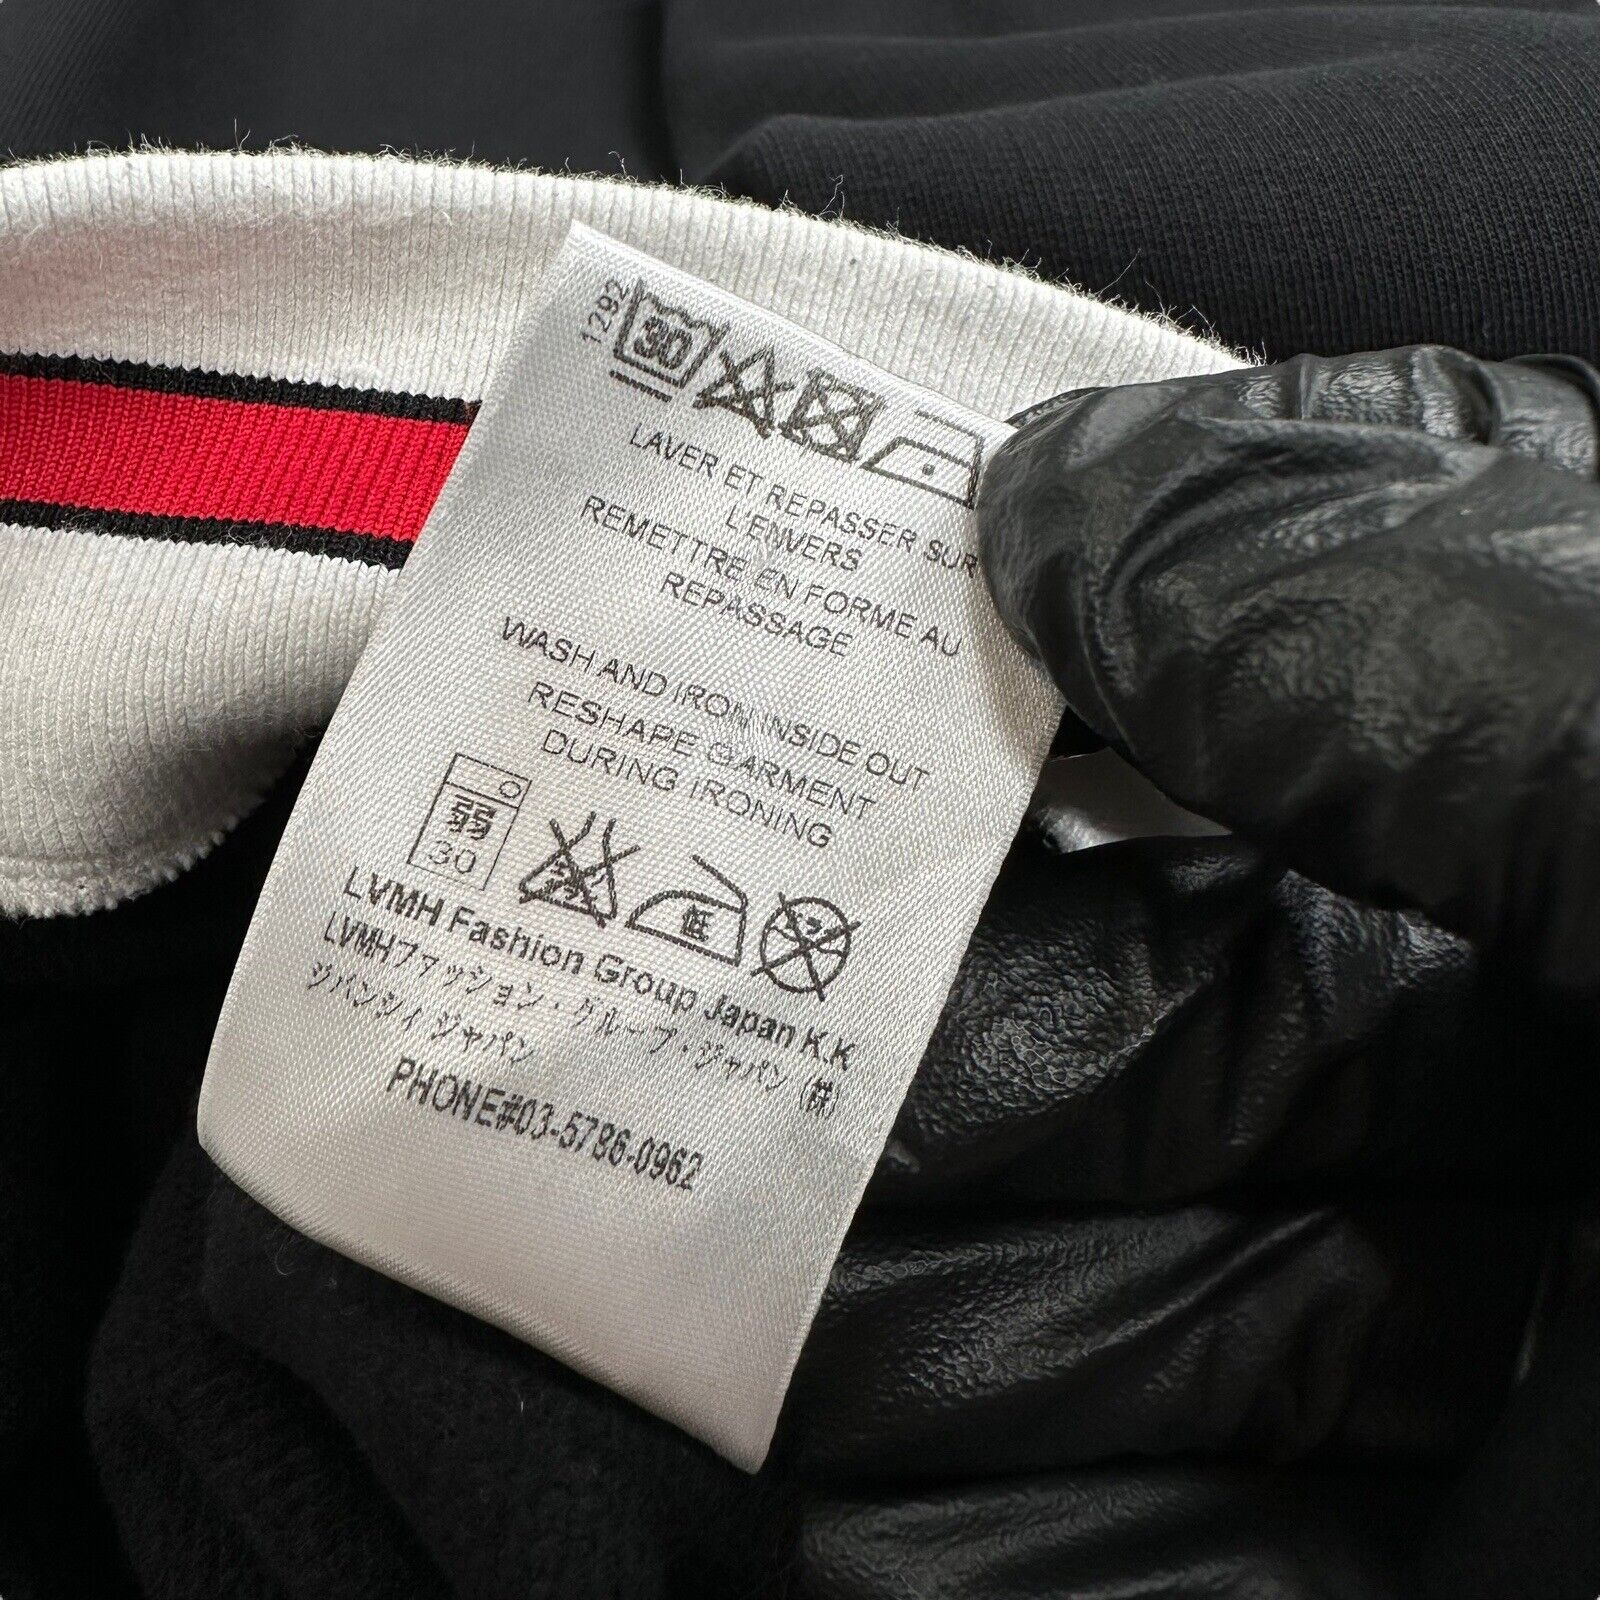 1292
30
LAVER ET REPASSER SUR
L'ENVERS
REMETTRE EN FORME AU
REPASSAGE
WASH AND IRON INSIDE OUT
RESHAPE GARMENT
DURING IRONING
弱
30
低
LVMH Fashion Group Japan K.K
LVMHファッション・グループ・ジャパン (株)
ジバンシィ ジャパン
PHONE#03-5786-0962